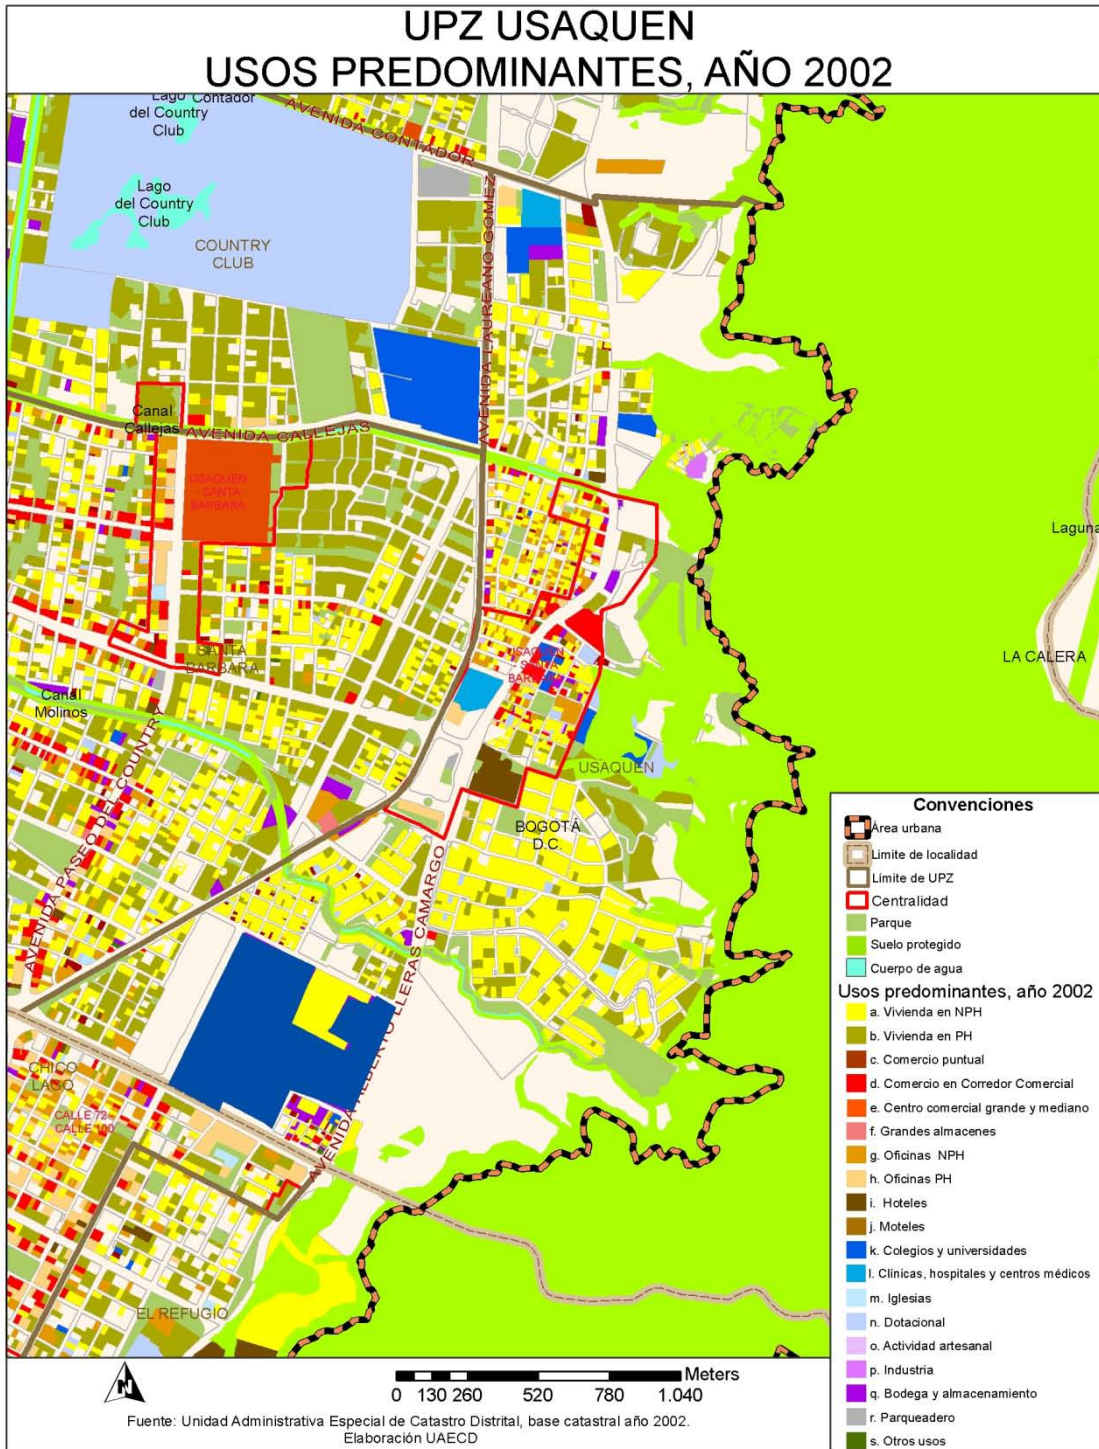 UPZ USAQUEN
USOS PREDOMINANTES, AÑO 2002
Lago Contador
del Country
Club
AVENIDA CONTADOR
Lago
del Country
Club
COUNTRY
CLUB
AVENIDA LAUREANO GOMEZ
Canal
Callejas
AVENIDA CALLEJAS
USAQUEN
- SANTA
BARBARA
Laguna
LA CALERA
SANTA
BARBARA
USAQUEN
- SANTA
BARBARA
Canal
Molinos
AVENIDA PASEO DEL COUNTRY
USAQUEN
BOGOTÁ
D.C.
AVENIDA ALBERTO LLERAS CAMARGO
CHICO
LAGO
CALLE 72 -
CALLE 100
EL REFUGIO
Convenciones
Área urbana
Limite de localidad
Límite de UPZ
Centralidad
Parque
Suelo protegido
Cuerpo de agua
Usos predominantes, año 2002
a. Vivienda en NPH
b. Vivienda en PH
c. Comercio puntual
d. Comercio en Corredor Comercial
e. Centro comercial grande y mediano
f. Grandes almacenes
g. Oficinas NPH
h. Oficinas PH
i. Hoteles
j. Moteles
k. Colegios y universidades
l. Clínicas, hospitales y centros médicos
m. Iglesias
n. Dotacional
o. Actividad artesanal
p. Industria
q. Bodega y almacenamiento
r. Parqueadero
s. Otros usos
N
Meters
0 130 260 520 780 1.040
Fuente: Unidad Administrativa Especial de Catastro Distrital, base catastral año 2002.
Elaboración UAECD